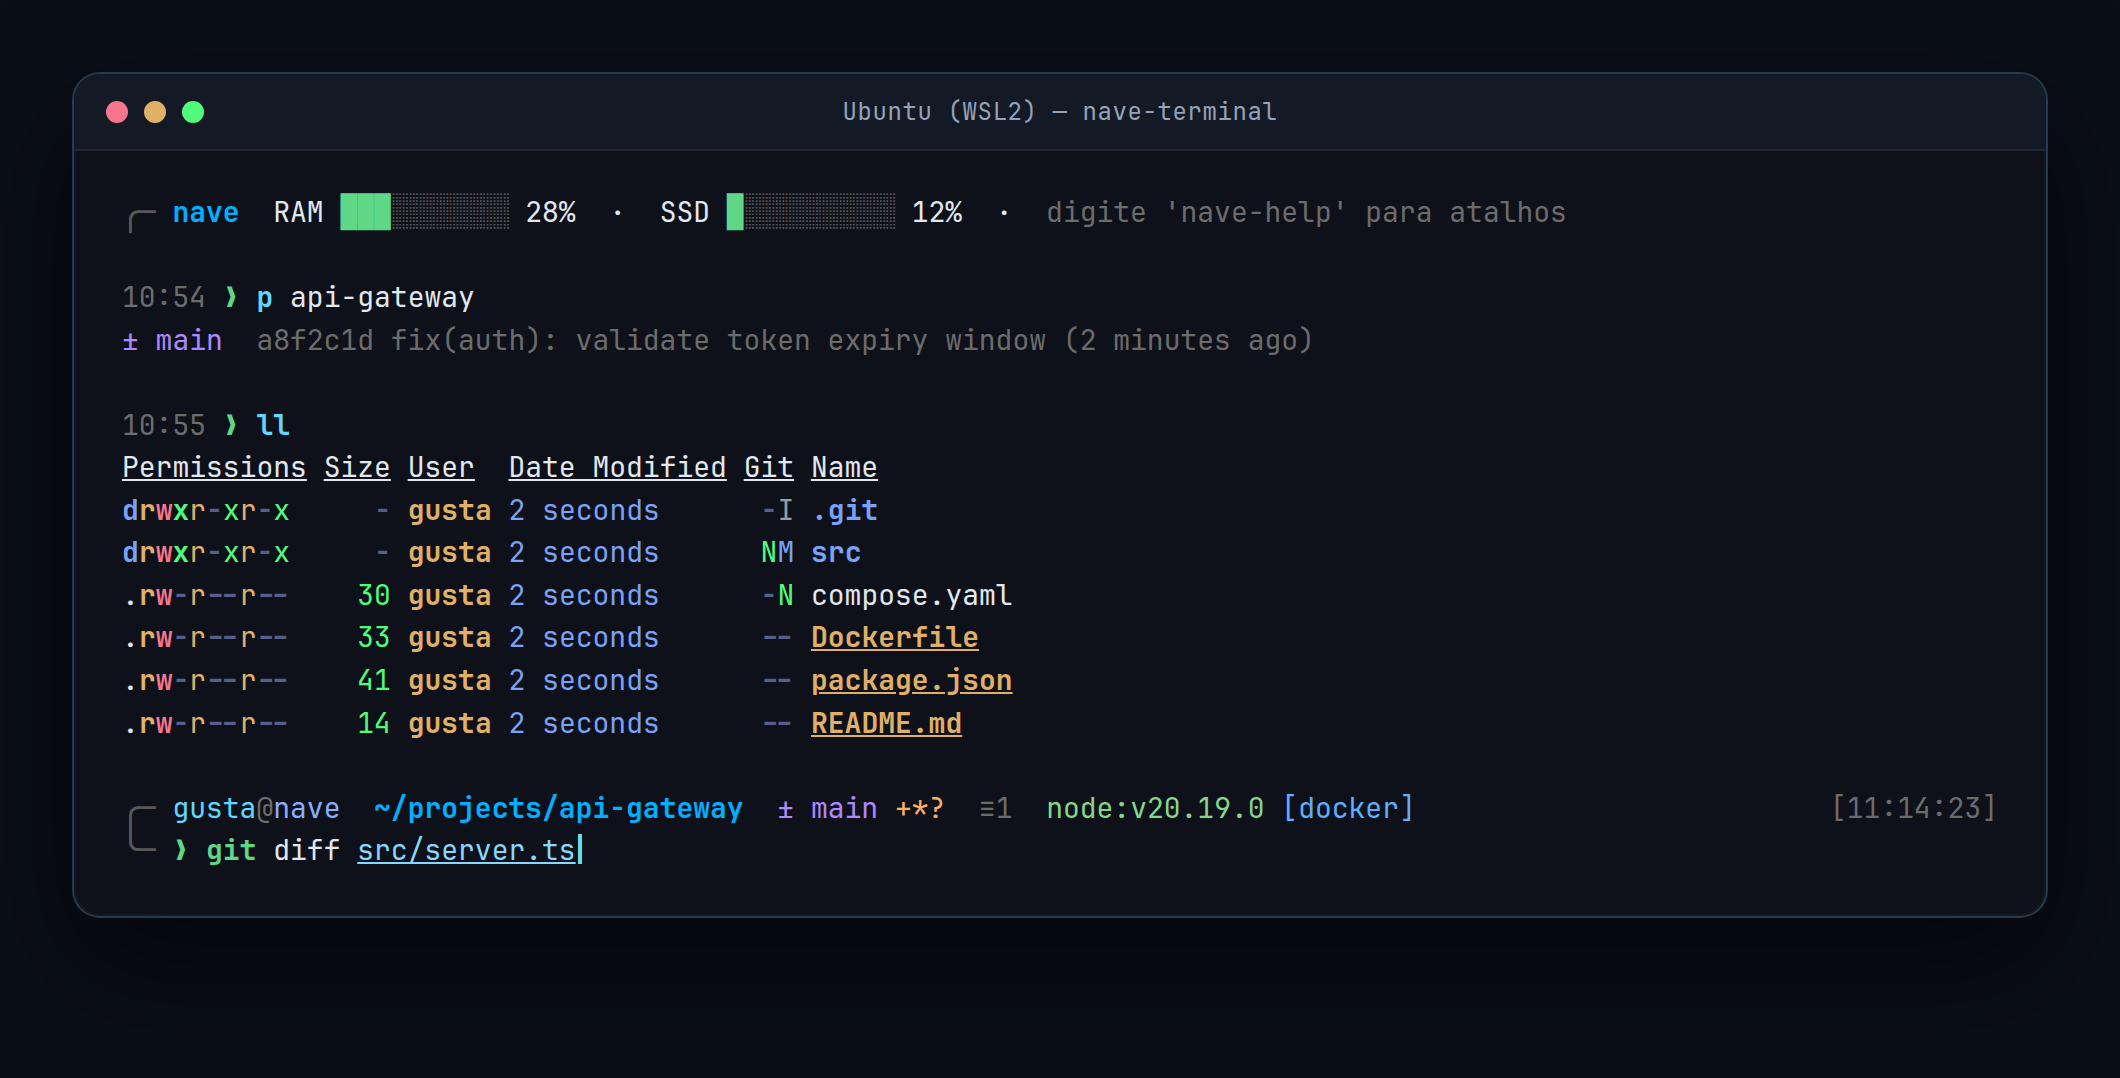 Ubuntu (WSL2) — nave-terminal
╭─ nave  RAM ███░░░░░░░ 28%  ·  SSD █░░░░░░░░░ 12%  ·  digite 'nave-help' para atalhos
10:54 ❯ p api-gateway
± main  a8f2c1d fix(auth): validate token expiry window (2 minutes ago)
10:55 ❯ ll
Permissions Size User  Date Modified Git Name
drwxr-xr-x     - gusta 2 seconds      -I .git
drwxr-xr-x     - gusta 2 seconds      NM src
.rw-r--r--    30 gusta 2 seconds      -N compose.yaml
.rw-r--r--    33 gusta 2 seconds      -- Dockerfile
.rw-r--r--    41 gusta 2 seconds      -- package.json
.rw-r--r--    14 gusta 2 seconds      -- README.md
╭─ gusta@nave  ~/projects/api-gateway  ± main +*?  ≡1  node:v20.19.0 [docker] [11:14:23]
╰─ ❯ git diff src/server.ts